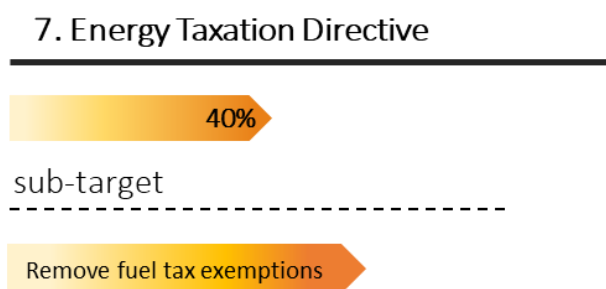 7. Energy Taxation Directive
40%
sub-target
Remove fuel tax exemptions